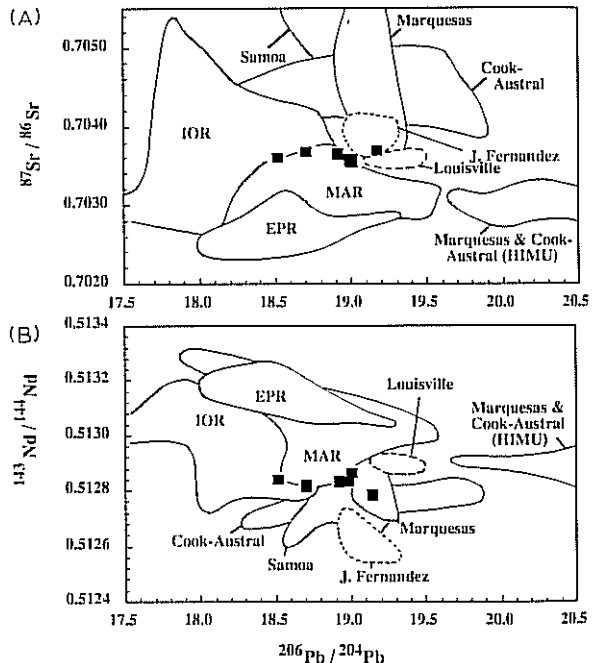 (A)
0.7050
0.7040
0.7030
0.7020
87Sr / 86Sr
Samoa
Marquesas
Cook-
Austral
IOR
J. Fernandez
Louisville
MAR
EPR
Marquesas & Cook-
Austral (HIMU)
17.5 18.0 18.5 19.0 19.5 20.0 20.5
(B)
0.5134
0.5132
0.5130
0.5128
0.5126
0.5124
143Nd / 144Nd
EPR
Louisville
IOR
Marquesas &
Cook-Austral
(HIMU)
MAR
Cook-Austral
Samoa
Marquesas
J. Fernandez
17.5 18.0 18.5 19.0 19.5 20.0 20.5
206Pb / 204Pb